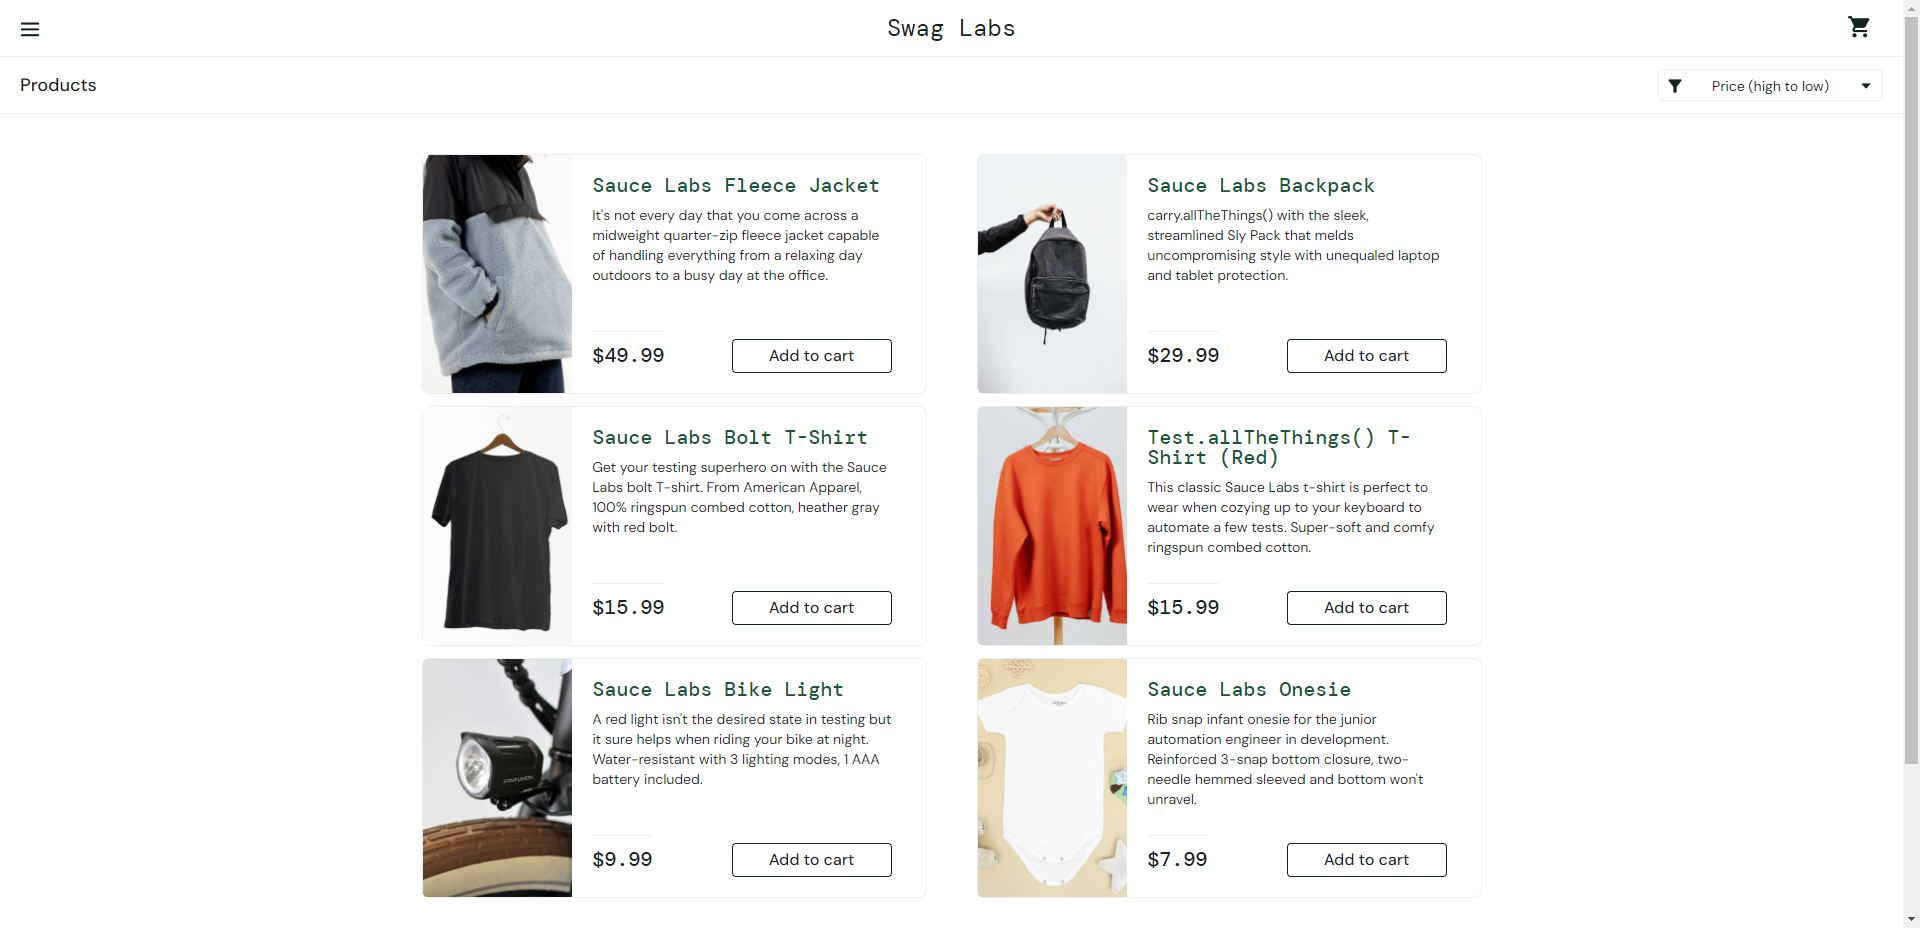 Swag Labs
Products
Price (high to low)
Sauce Labs Fleece Jacket
It's not every day that you come across a
midweight quarter-zip fleece jacket capable
of handling everything from a relaxing day
outdoors to a busy day at the office.
$49.99
Add to cart
Sauce Labs Backpack
carry.allTheThings() with the sleek,
streamlined Sly Pack that melds
uncompromising style with unequaled laptop
and tablet protection.
$29.99
Add to cart
Sauce Labs Bolt T-Shirt
Get your testing superhero on with the Sauce
Labs bolt T-shirt. From American Apparel,
100% ringspun combed cotton, heather gray
with red bolt.
$15.99
Add to cart
Test.allTheThings() T-
Shirt (Red)
This classic Sauce Labs t-shirt is perfect to
wear when cozying up to your keyboard to
automate a few tests. Super-soft and comfy
ringspun combed cotton.
$15.99
Add to cart
Sauce Labs Bike Light
A red light isn't the desired state in testing but
it sure helps when riding your bike at night.
Water-resistant with 3 lighting modes, 1 AAA
battery included.
$9.99
Add to cart
Sauce Labs Onesie
Rib snap infant onesie for the junior
automation engineer in development.
Reinforced 3-snap bottom closure, two-
needle hemmed sleeved and bottom won't
unravel.
$7.99
Add to cart